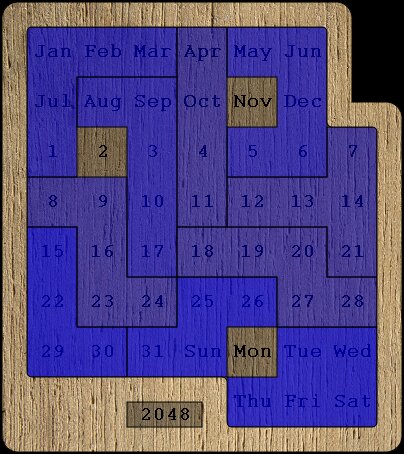 Jan Feb Mar Apr May Jun
Jul Aug Sep Oct Nov Dec
1 2 3 4 5 6 7
8 9 10 11 12 13 14
15 16 17 18 19 20 21
22 23 24 25 26 27 28
29 30 31 Sun Mon Tue Wed
Thu Fri Sat
2048